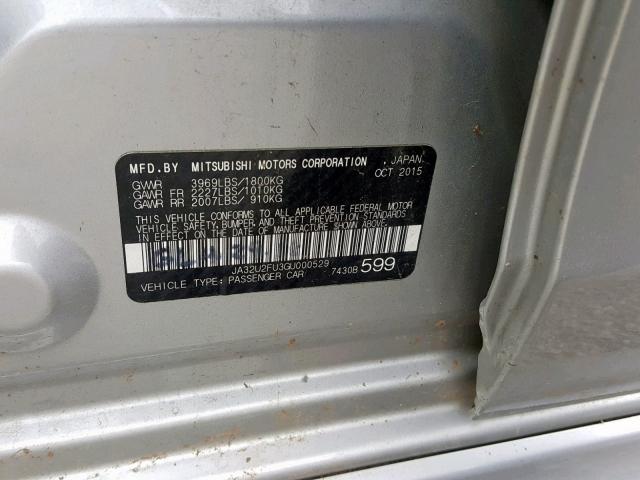 MFD.BY MITSUBISHI MOTORS CORPORATION , JAPAN
OCT 2015
GVWR 3969LBS/1800KG
GAWR FR 2227LBS/1010KG
GAWR RR 2007LBS/ 910KG
THIS VEHICLE CONFORMS TO ALL APPLICABLE FEDERAL MOTOR
VEHICLE SAFETY, BUMPER, AND THEFT PREVENTION STANDARDS
IN EFFECT ON THE DATE OF MANUFACTURE SHOWN ABOVE.
JA32U2FU3GU000529
VEHICLE TYPE: PASSENGER CAR 7430B 599